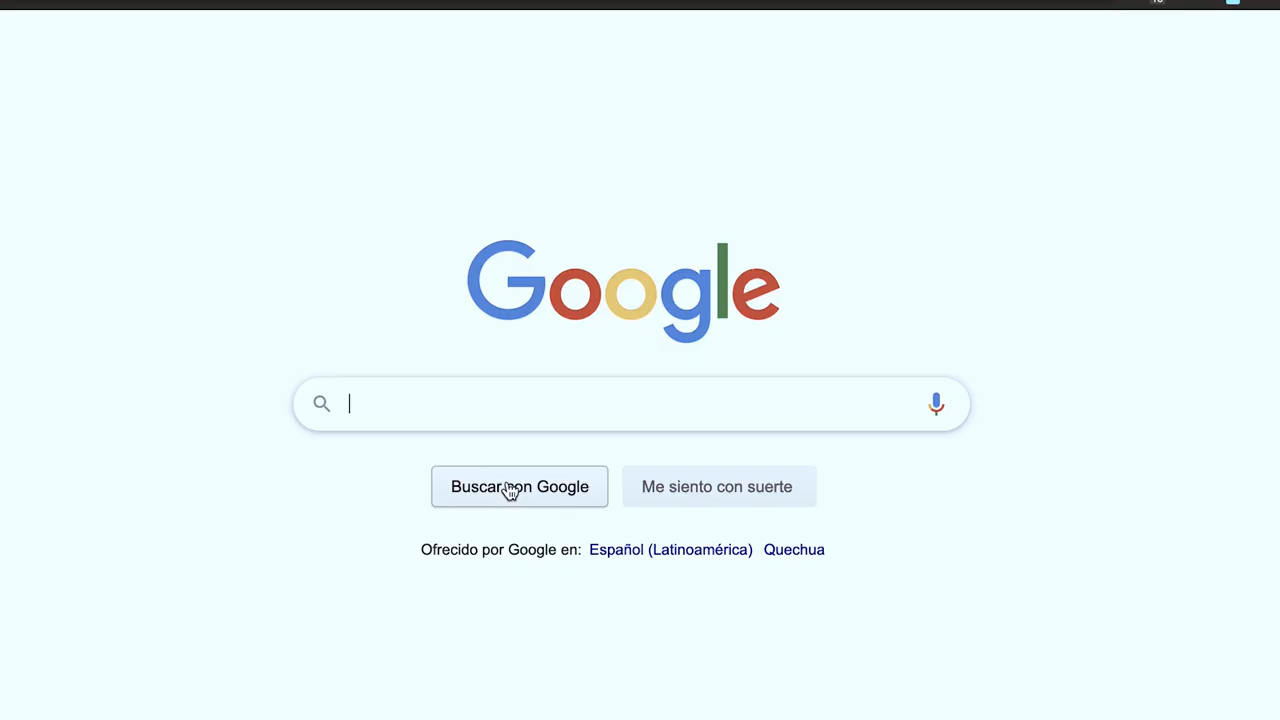 Google
Buscar con Google
Me siento con suerte
Ofrecido por Google en: Español (Latinoamérica) Quechua